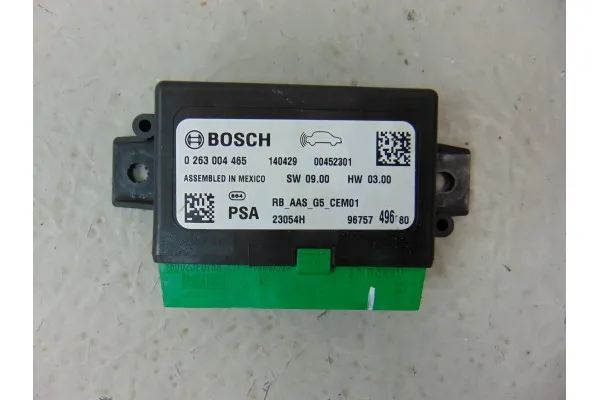 BOSCH
0 263 004 465 140429 00452301
ASSEMBLED IN MEXICO SW 09.00 HW 03.00
864
PSA RB_AAS_G5_CEM01
23054H 96757 496 80